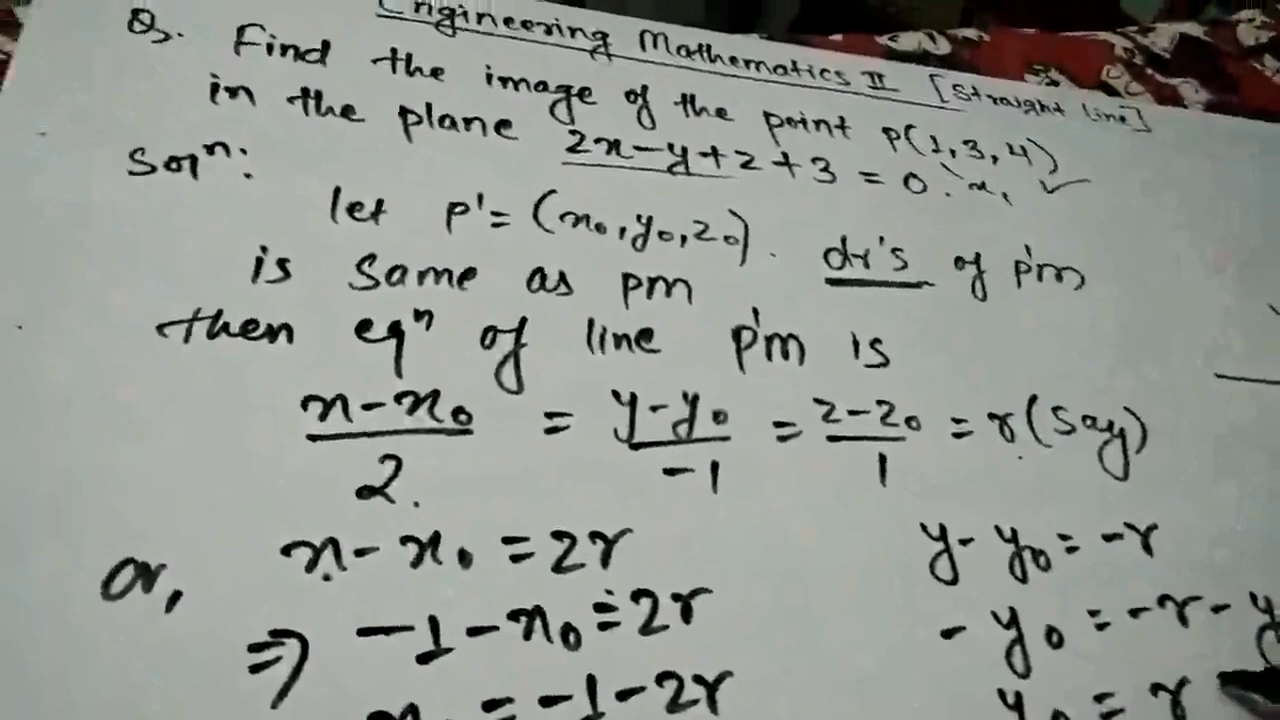 Engineering Mathematics II [Straight line]
Q. Find the image of the point P(1,3,4)
in the plane 2x-y+z+3=0.
Solⁿ:
let p'=(x₀,y₀,z₀). dr's of p'm
is same as pm
then eqⁿ of line p'm is
x-x₀/2. = y-y₀/-1 = z-z₀/1 = r(Say)
or, x-x₀=2r y-y₀=-r
⇒ -1-x₀=2r -y₀=-r-y
=-1-2r y₀=r